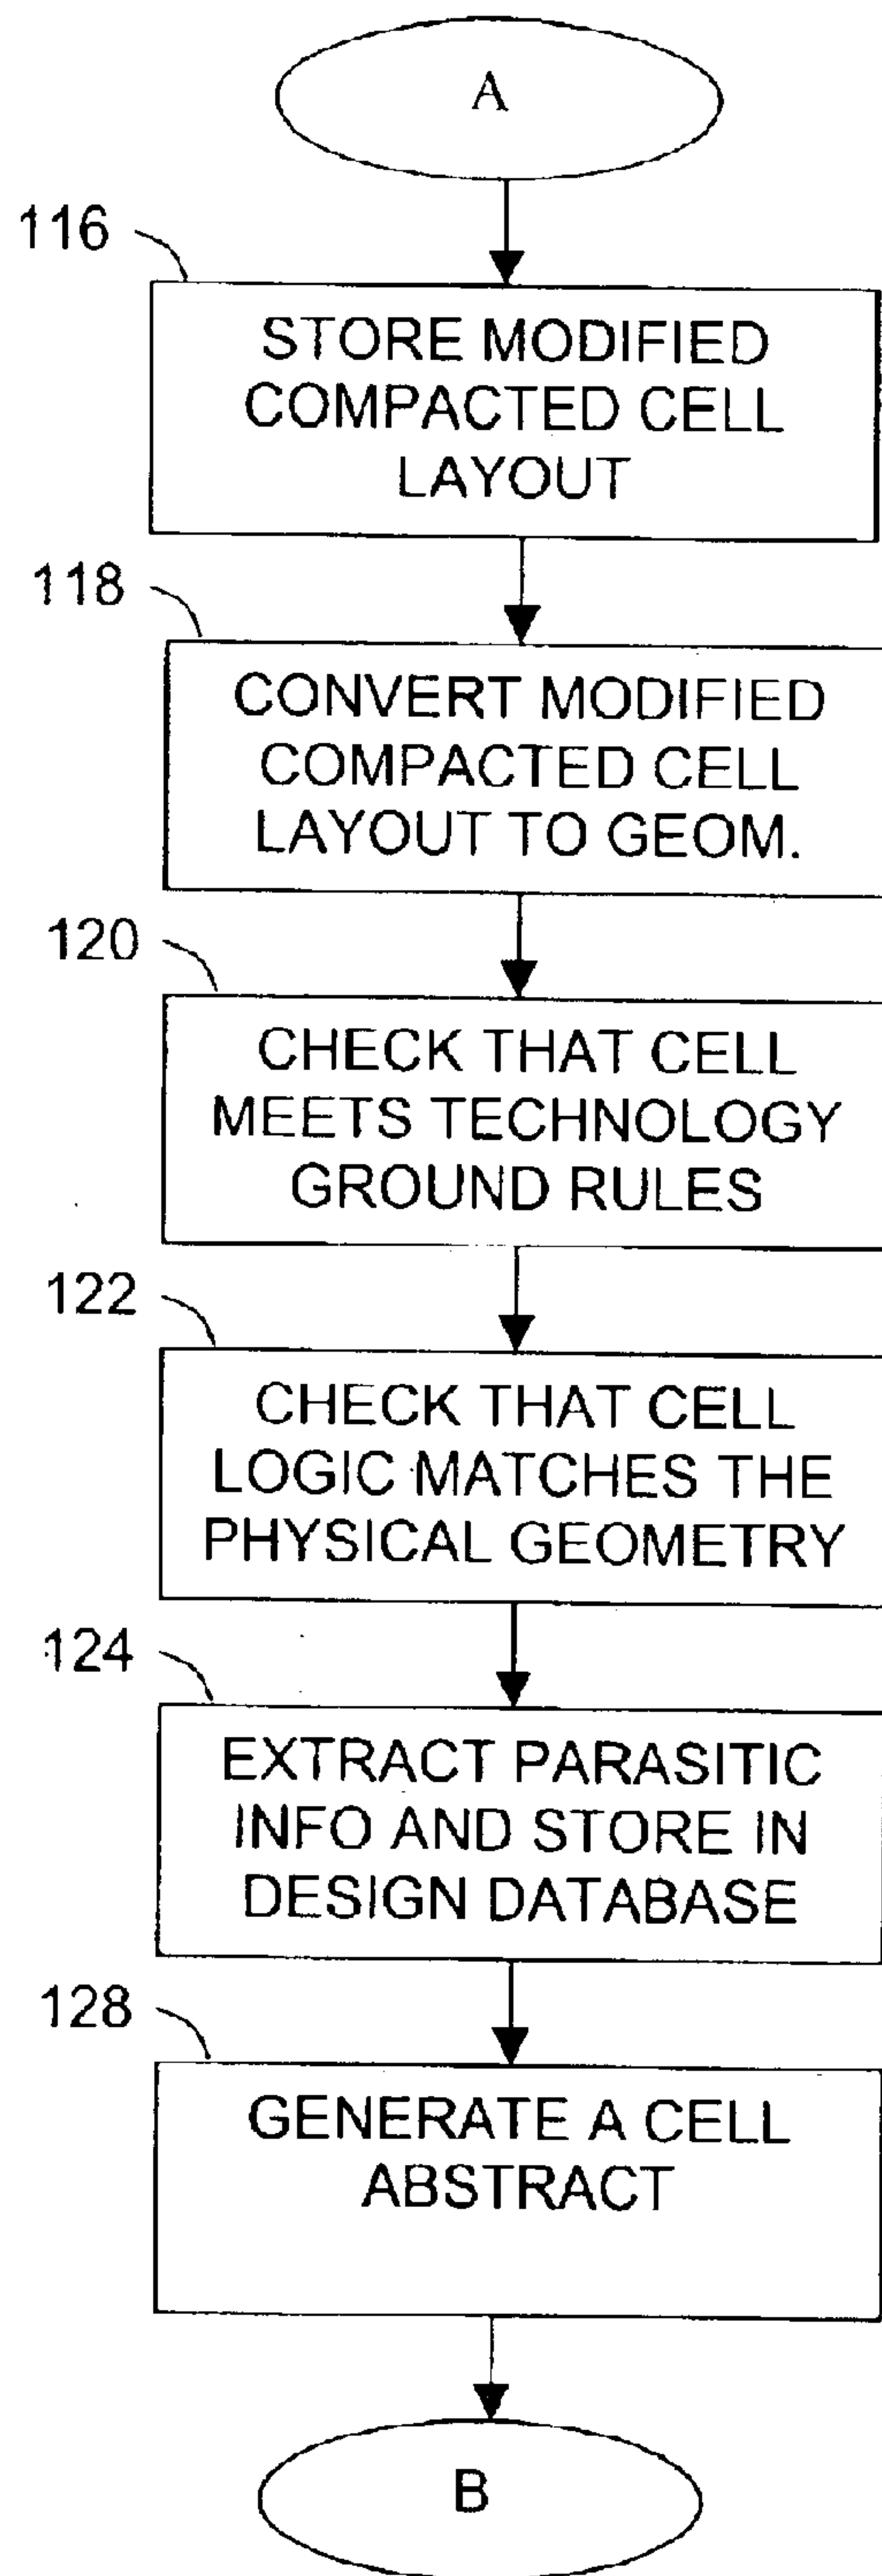 A
116
STORE MODIFIED
COMPACTED CELL
LAYOUT
118
CONVERT MODIFIED
COMPACTED CELL
LAYOUT TO GEOM.
120
CHECK THAT CELL
MEETS TECHNOLOGY
GROUND RULES
122
CHECK THAT CELL
LOGIC MATCHES THE
PHYSICAL GEOMETRY
124
EXTRACT PARASITIC
INFO AND STORE IN
DESIGN DATABASE
128
GENERATE A CELL
ABSTRACT
B